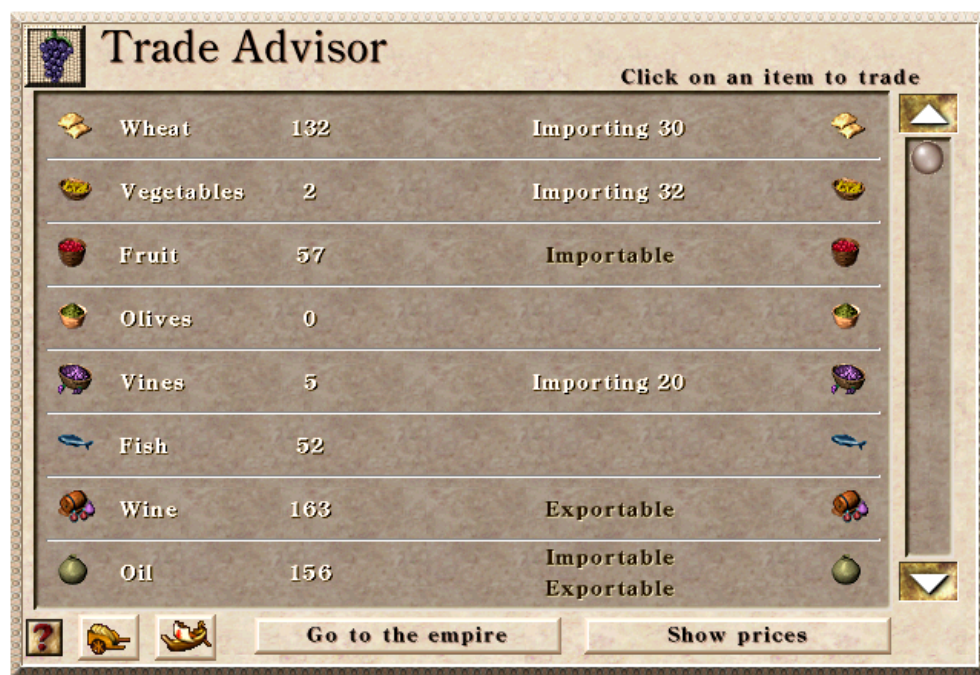 Trade Advisor
Click on an item to trade
Wheat 132 Importing 30
Vegetables 2 Importing 32
Fruit 57 Importable
Olives 0
Vines 5 Importing 20
Fish 52
Wine 163 Exportable
Oil 156 Importable
Exportable
? Go to the empire Show prices